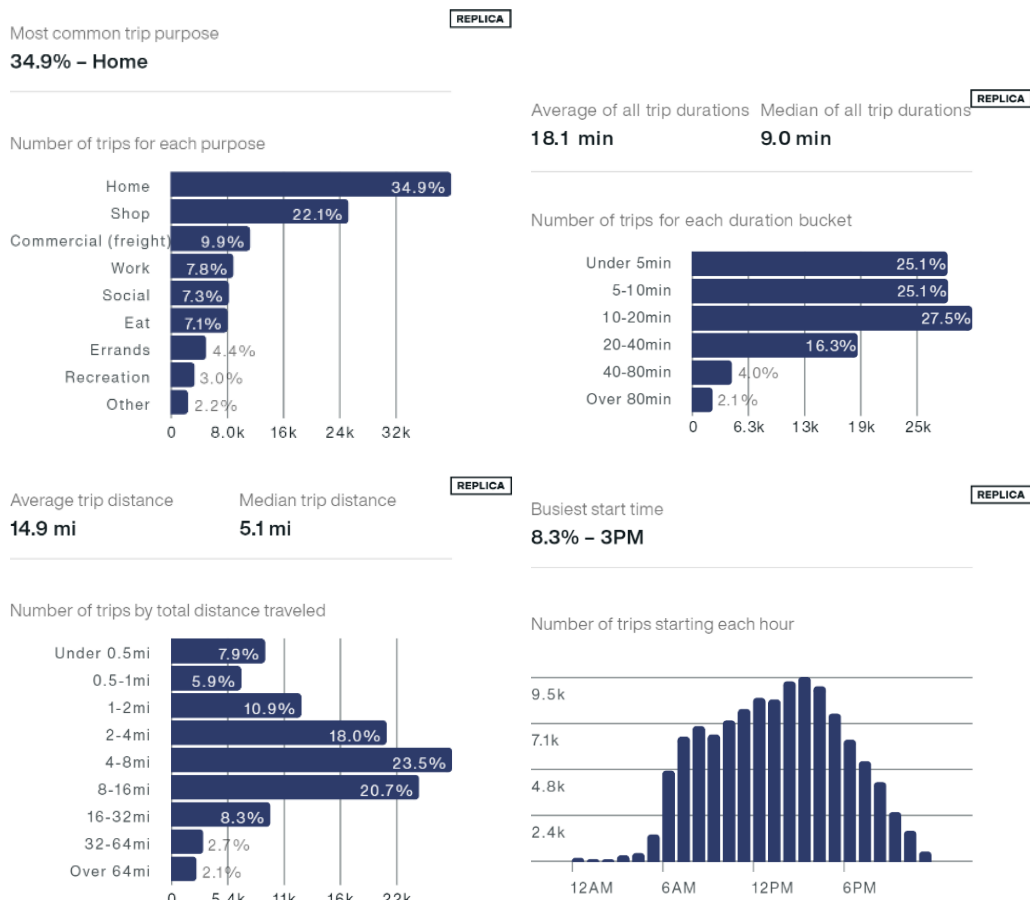 REPLICA
Most common trip purpose
34.9% – Home
Number of trips for each purpose
Home 34.9%
Shop 22.1%
Commercial (freight) 9.9%
Work 7.8%
Social 7.3%
Eat 7.1%
Errands 4.4%
Recreation 3.0%
Other 2.2%
0 8.0k 16k 24k 32k
REPLICA
Average of all trip durations Median of all trip durations
18.1 min 9.0 min
Number of trips for each duration bucket
Under 5min 25.1%
5-10min 25.1%
10-20min 27.5%
20-40min 16.3%
40-80min 4.0%
Over 80min 2.1%
0 6.3k 13k 19k 25k
REPLICA
Average trip distance Median trip distance
14.9 mi 5.1 mi
Number of trips by total distance traveled
Under 0.5mi 7.9%
0.5-1mi 5.9%
1-2mi 10.9%
2-4mi 18.0%
4-8mi 23.5%
8-16mi 20.7%
16-32mi 8.3%
32-64mi 2.7%
Over 64mi 2.1%
0 5.4k 11k 16k 22k
REPLICA
Busiest start time
8.3% – 3PM
Number of trips starting each hour
9.5k
7.1k
4.8k
2.4k
12AM 6AM 12PM 6PM